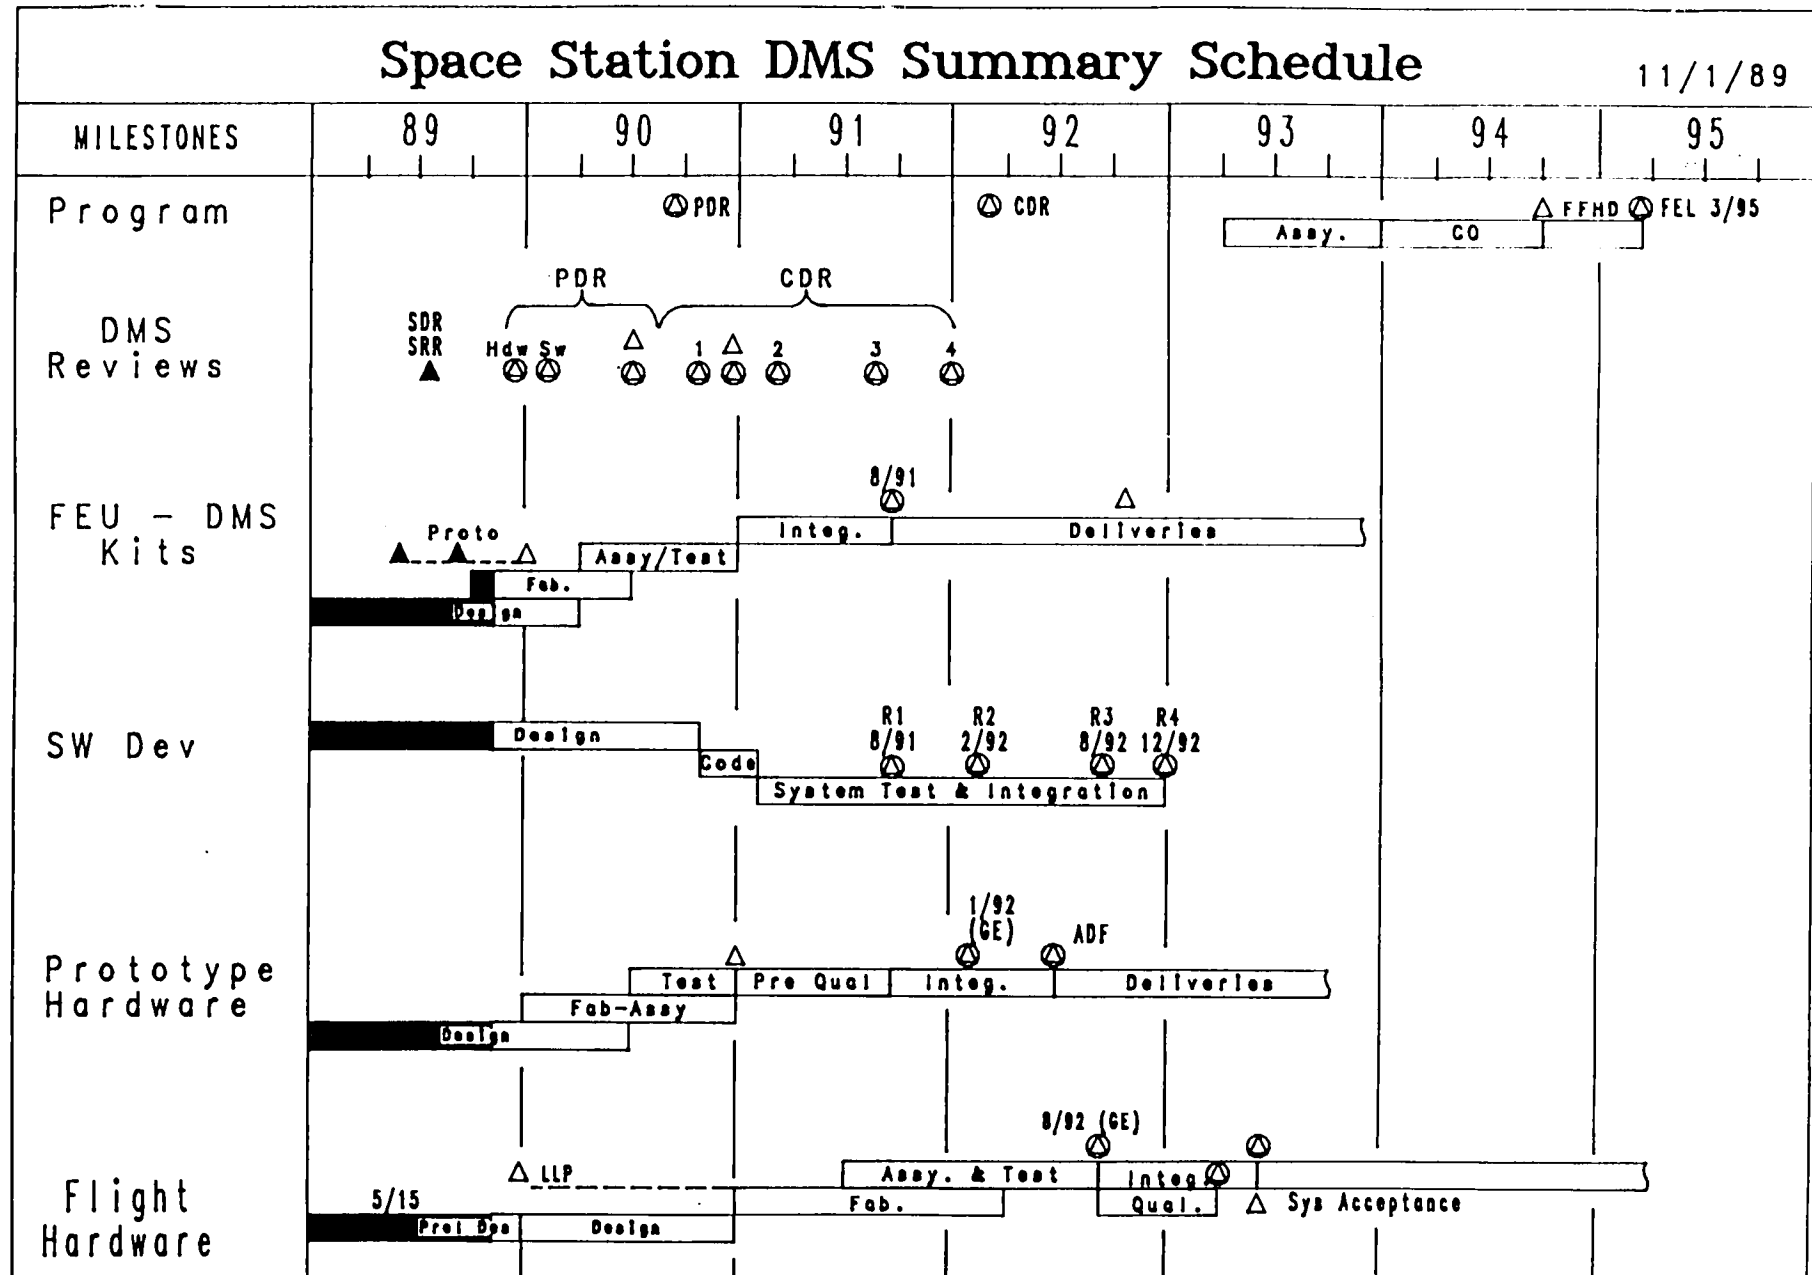 Space Station DMS Summary Schedule
11/1/89
MILESTONES 89 90 91 92 93 94 95
Program
PDR
CDR
FFHD
FEL 3/95
Assy.
CO
PDR
CDR
DMS
Reviews
SDR
SRR
Hdw Sw 1 2 3 4
FEU - DMS
Kits
8/91
Proto
Integ.
Deliveries
Assy/Test
Fab.
Design
SW Dev
R1
8/91
R2
2/92
R3
8/92
R4
12/92
Design
Code
System Test & Integration
Prototype
Hardware
1/92
(GE)
ADF
Test
Pre Qual
Integ.
Deliveries
Fab-Assy
Design
Flight
Hardware
8/92 (GE)
LLP
Assy. & Test
Integ.
5/15
Fab.
Qual.
Sys Acceptance
Prel Des
Design